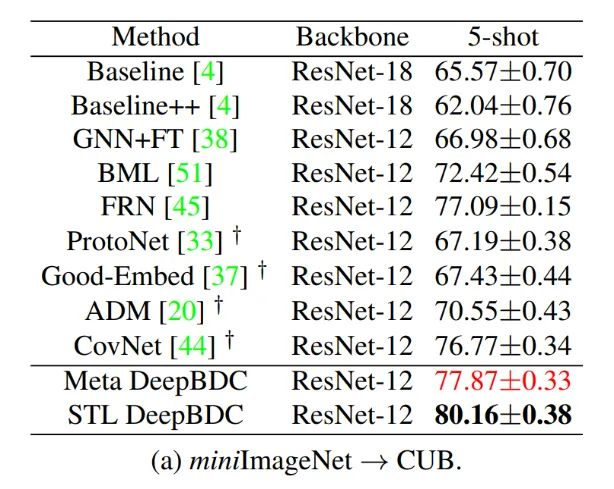 Method Backbone 5-shot
Baseline [4] ResNet-18 65.57±0.70
Baseline++ [4] ResNet-18 62.04±0.76
GNN+FT [38] ResNet-12 66.98±0.68
BML [51] ResNet-12 72.42±0.54
FRN [45] ResNet-12 77.09±0.15
ProtoNet [33] † ResNet-12 67.19±0.38
Good-Embed [37] † ResNet-12 67.43±0.44
ADM [20] † ResNet-12 70.55±0.43
CovNet [44] † ResNet-12 76.77±0.34
Meta DeepBDC ResNet-12 77.87±0.33
STL DeepBDC ResNet-12 80.16±0.38
(a) miniImageNet → CUB.